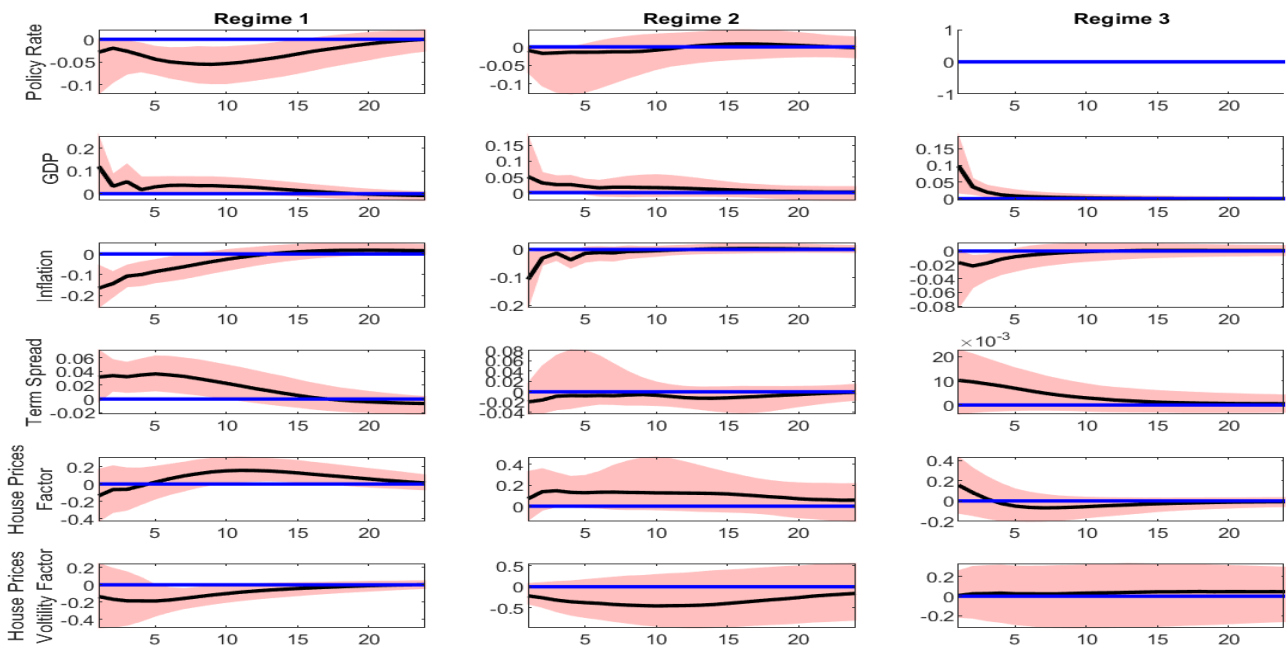 Regime 1 Regime 2 Regime 3
Policy Rate
0 -0.05 -0.1
5 10 15 20
0 -0.05 -0.1
5 10 15 20
1 0 -1
5 10 15 20
GDP
0.2 0.1 0
5 10 15 20
0.15 0.1 0.05 0
5 10 15 20
0.15 0.1 0.05 0
5 10 15 20
Inflation
0 -0.1 -0.2
5 10 15 20
0 -0.1 -0.2
5 10 15 20
0 -0.02 -0.04 -0.06 -0.08
5 10 15 20
Term Spread
0.06 0.04 0.02 0 -0.02
5 10 15 20
0.08 0.06 0.04 0.02 0 -0.02 -0.04
5 10 15 20
×10-3
20 10 0
5 10 15 20
House Prices
Factor
0.2 0 -0.2 -0.4
5 10 15 20
0.4 0.2 0
5 10 15 20
0.4 0.2 0 -0.2
5 10 15 20
House Prices
Voltility Factor
0.2 0 -0.2 -0.4
5 10 15 20
0 -0.5
5 10 15 20
0.2 0 -0.2
5 10 15 20